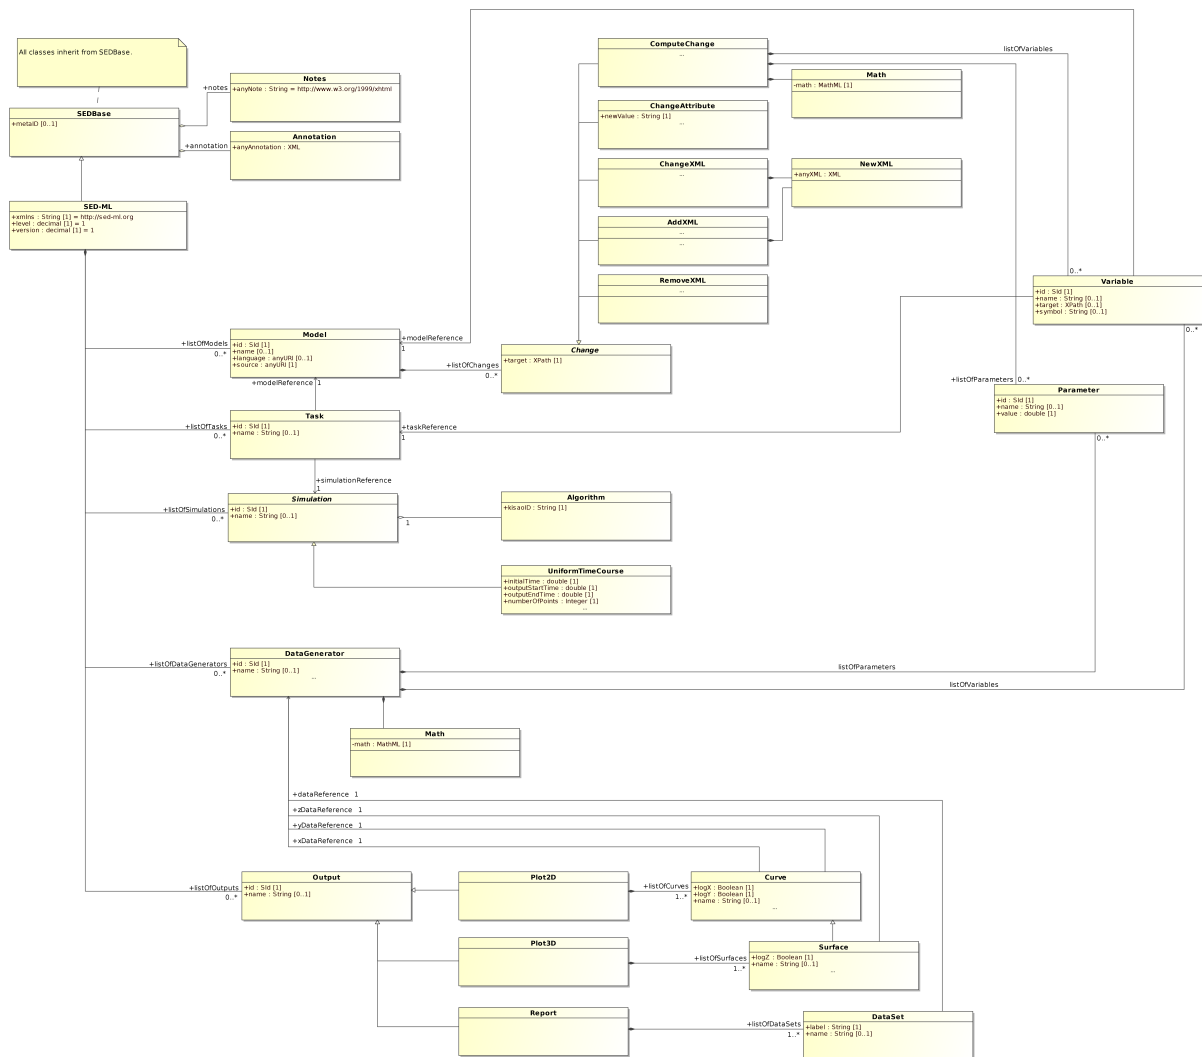 All classes inherit from SEDBase.
SEDBase
+metaID [0..1]
+notes
Notes
+anyNote : String = http://www.w3.org/1999/xhtml
+annotation
Annotation
+anyAnnotation : XML
SED-ML
+xmlns : String [1] = http://sed-ml.org
+level : decimal [1] = 1
+version : decimal [1] = 1
ComputeChange
...
listOfVariables
Math
-math : MathML [1]
ChangeAttribute
+newValue : String [1]
...
ChangeXML
...
NewXML
+anyXML : XML
AddXML
...
...
RemoveXML
...
0..*
Variable
+id : SId [1]
+name : String [0..1]
+target : XPath [0..1]
+symbol : String [0..1]
0..*
+listOfModels
0..*
Model
+id : SId [1]
+name [0..1]
+language : anyURI [0..1]
+source : anyURI [1]
+modelReference
1
+listOfChanges
0..*
Change
+target : XPath [1]
+listOfParameters
0..*
Parameter
+id : SId [1]
+name : String [0..1]
+value : double [1]
0..*
+modelReference
1
+listOfTasks
0..*
Task
+id : SId [1]
+name : String [0..1]
+taskReference
1
+simulationReference
1
+listOfSimulations
0..*
Simulation
+id : SId [1]
+name : String [0..1]
1
Algorithm
+kisaoID : String [1]
UniformTimeCourse
+initialTime : double [1]
+outputStartTime : double [1]
+outputEndTime : double [1]
+numberOfPoints : Integer [1]
...
+listOfDataGenerators
0..*
DataGenerator
+id : SId [1]
+name : String [0..1]
...
listOfParameters
listOfVariables
Math
-math : MathML [1]
+dataReference 1
+zDataReference 1
+yDataReference 1
+xDataReference 1
+listOfOutputs
0..*
Output
+id : SId [1]
+name : String [0..1]
Plot2D
+listOfCurves
1..*
Curve
+logX : Boolean [1]
+logY : Boolean [1]
+name : String [0..1]
...
Plot3D
+listOfSurfaces
1..*
Surface
+logZ : Boolean [1]
+name : String [0..1]
...
Report
+listOfDataSets
1..*
DataSet
+label : String [1]
+name : String [0..1]